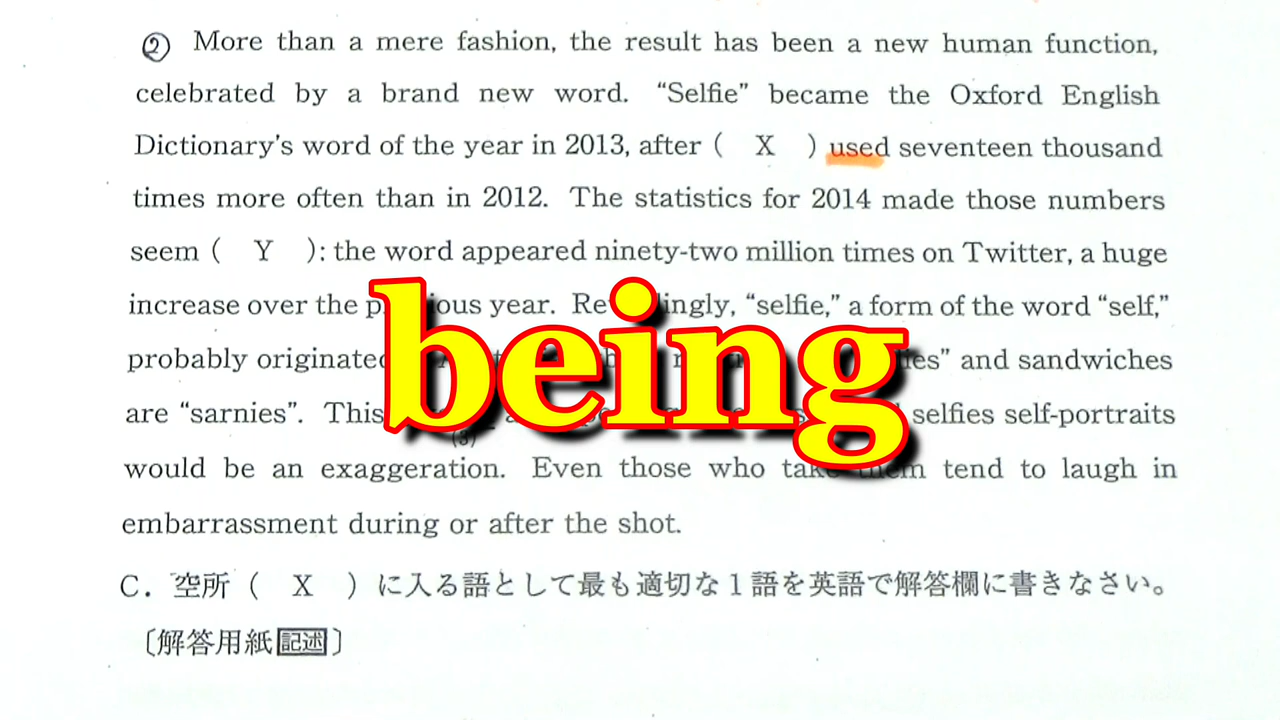 ② More than a mere fashion, the result has been a new human function,
celebrated by a brand new word. “Selfie” became the Oxford English
Dictionary’s word of the year in 2013, after ( X ) used seventeen thousand
times more often than in 2012. The statistics for 2014 made those numbers
seem ( Y ): the word appeared ninety-two million times on Twitter, a huge
increase over the year. “selfie,” a form of the word “self,”
probably originated and sandwiches
are “sarnies”. This selfies self-portraits
(3)
being
would be an exaggeration. Even those who take them tend to laugh in
embarrassment during or after the shot.
C. 空所( X )に入る語として最も適切な1語を英語で解答欄に書きなさい。
〔解答用紙記述〕